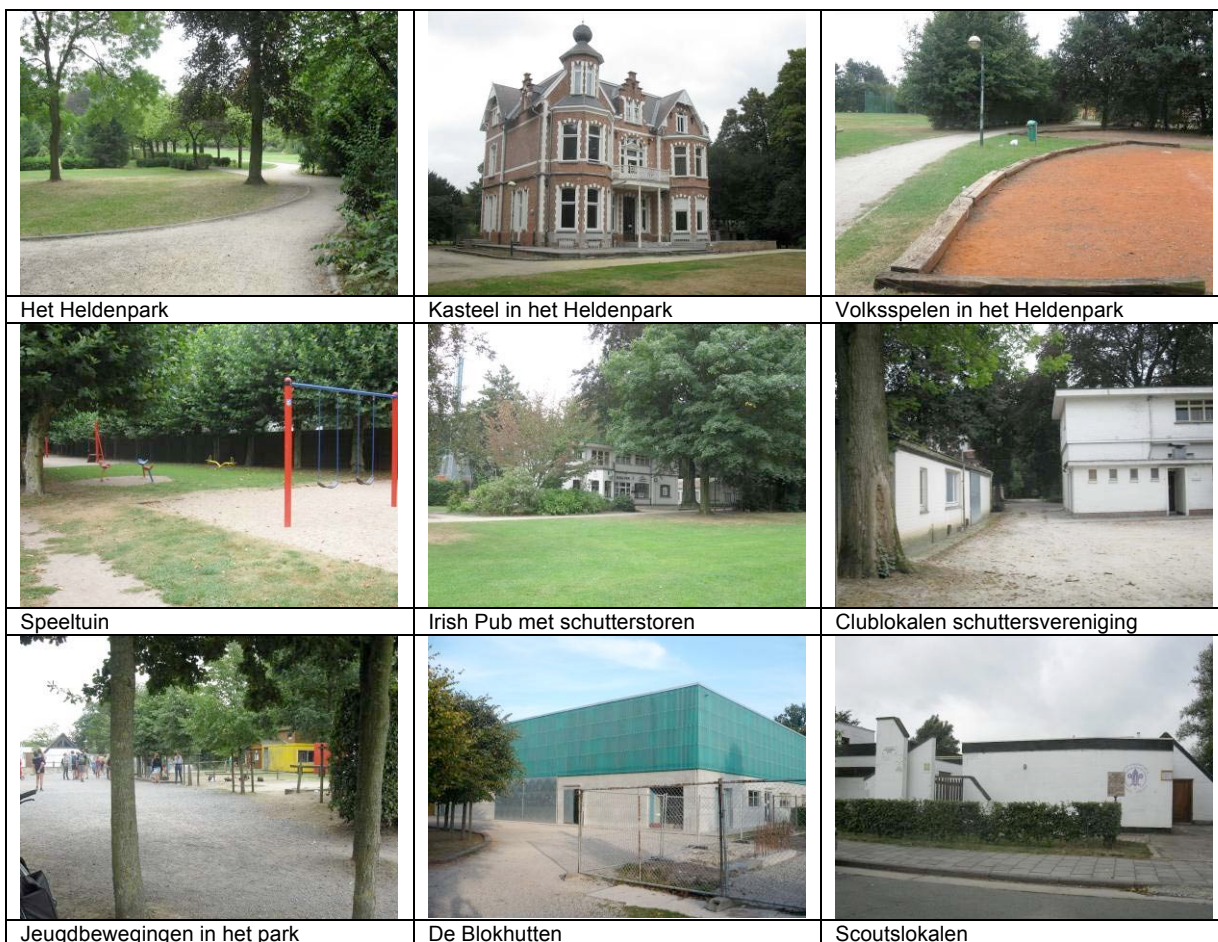 Het Heldenpark
Kasteel in het Heldenpark
Volksspelen in het Heldenpark
Speeltuin
Irish Pub met schutterstoren
Clublokalen schuttersvereniging
Jeugdbewegingen in het park
De Blokhutten
Scoutslokalen